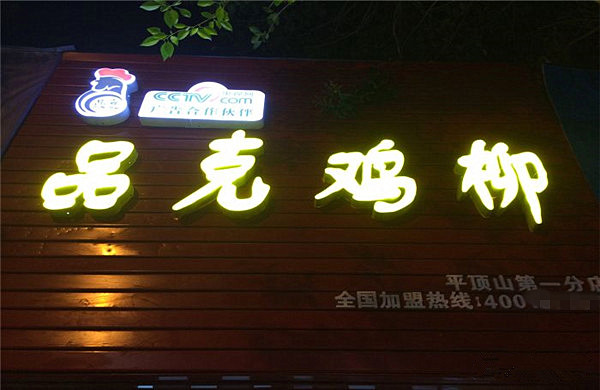 CCTV.com
广告合作伙伴
品克鸡柳
平顶山第一分店
全国加盟热线:400